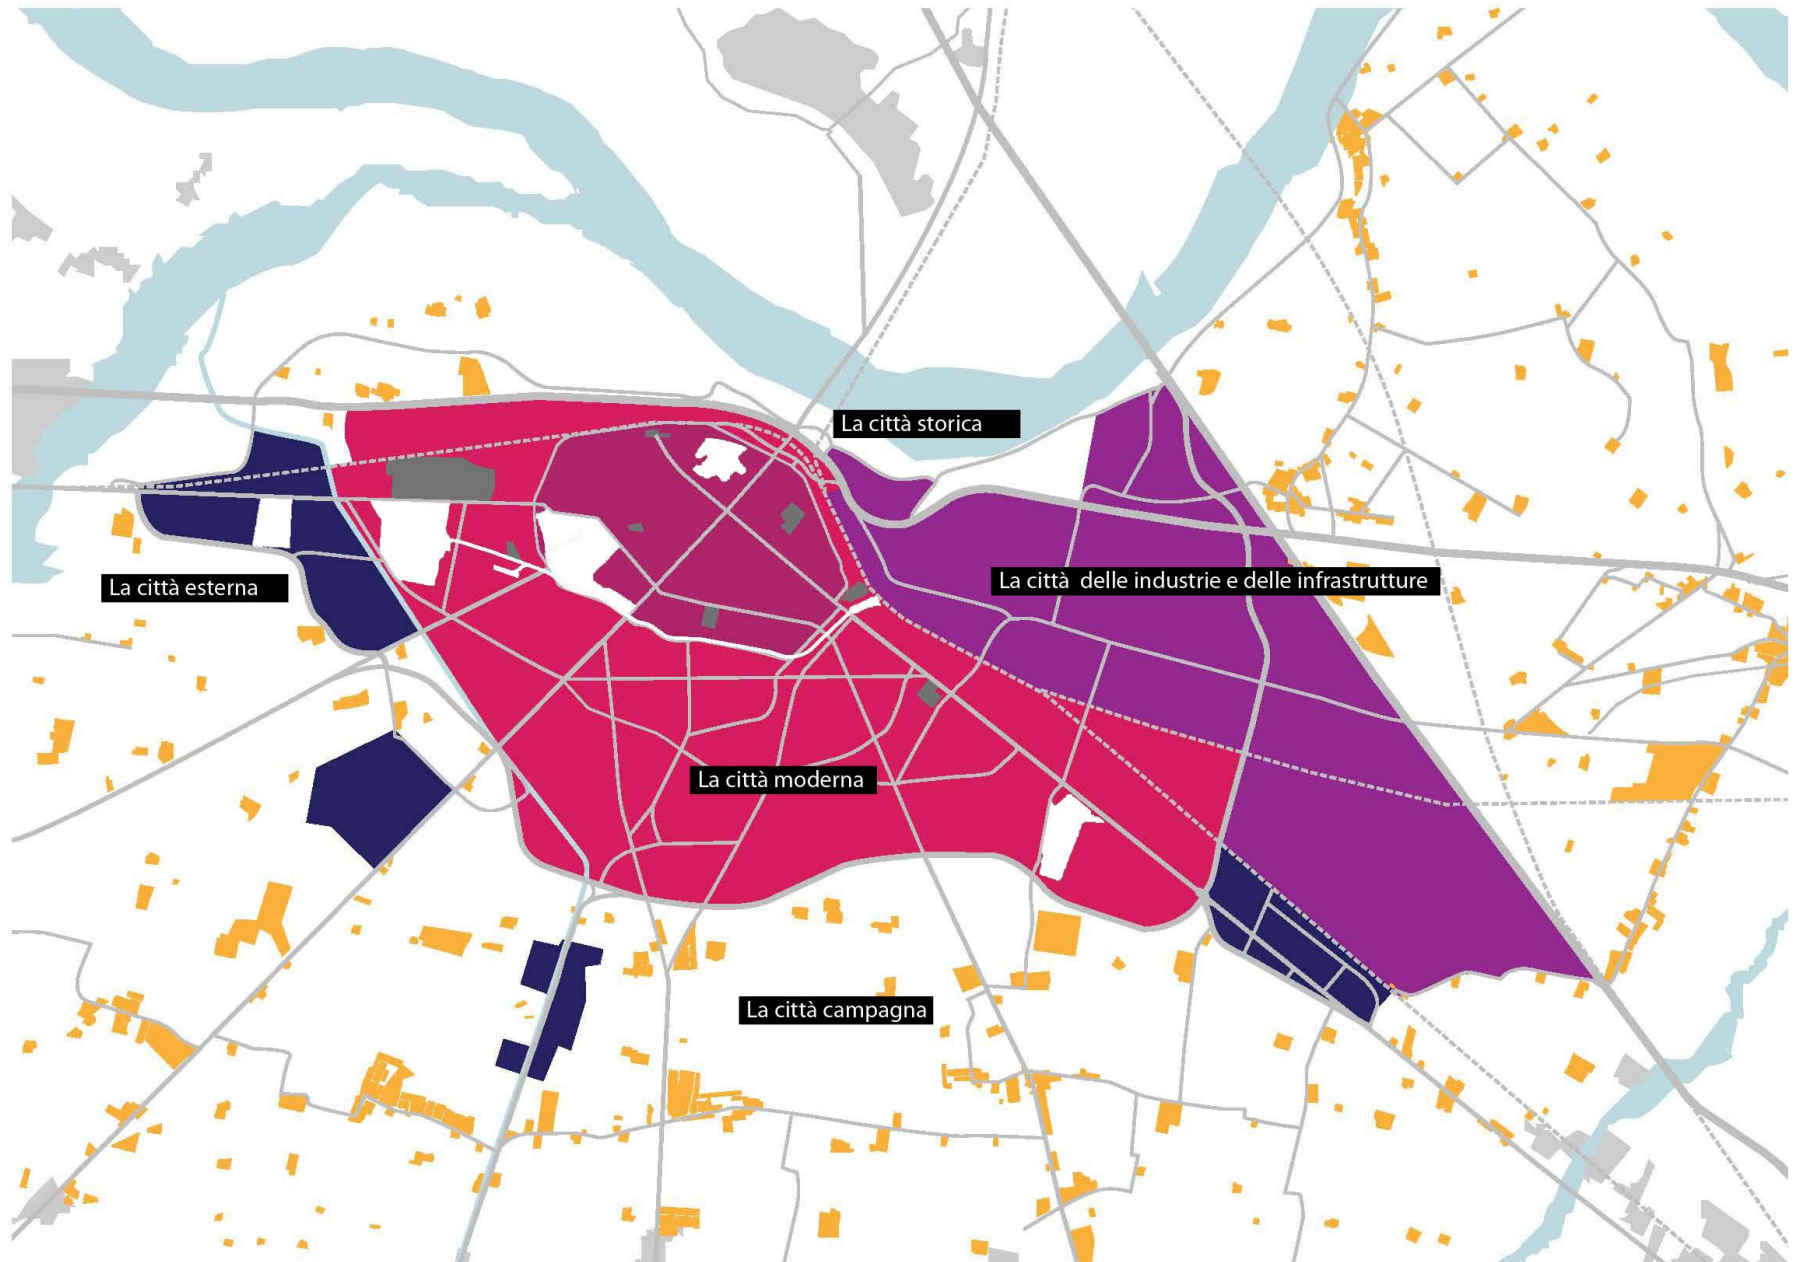 La città storica
La città esterna
La città delle industrie e delle infrastrutture
La città moderna
La città campagna